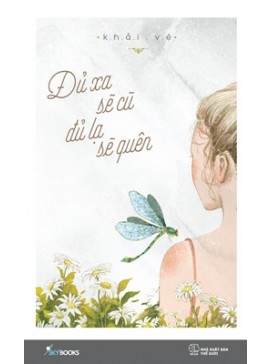 k.h.ả.i . v.ệ
Đủ xa
sẽ cũ
đủ lạ
sẽ quên
SKYBOOKS
NHÀ XUẤT BẢN
THẾ GIỚI